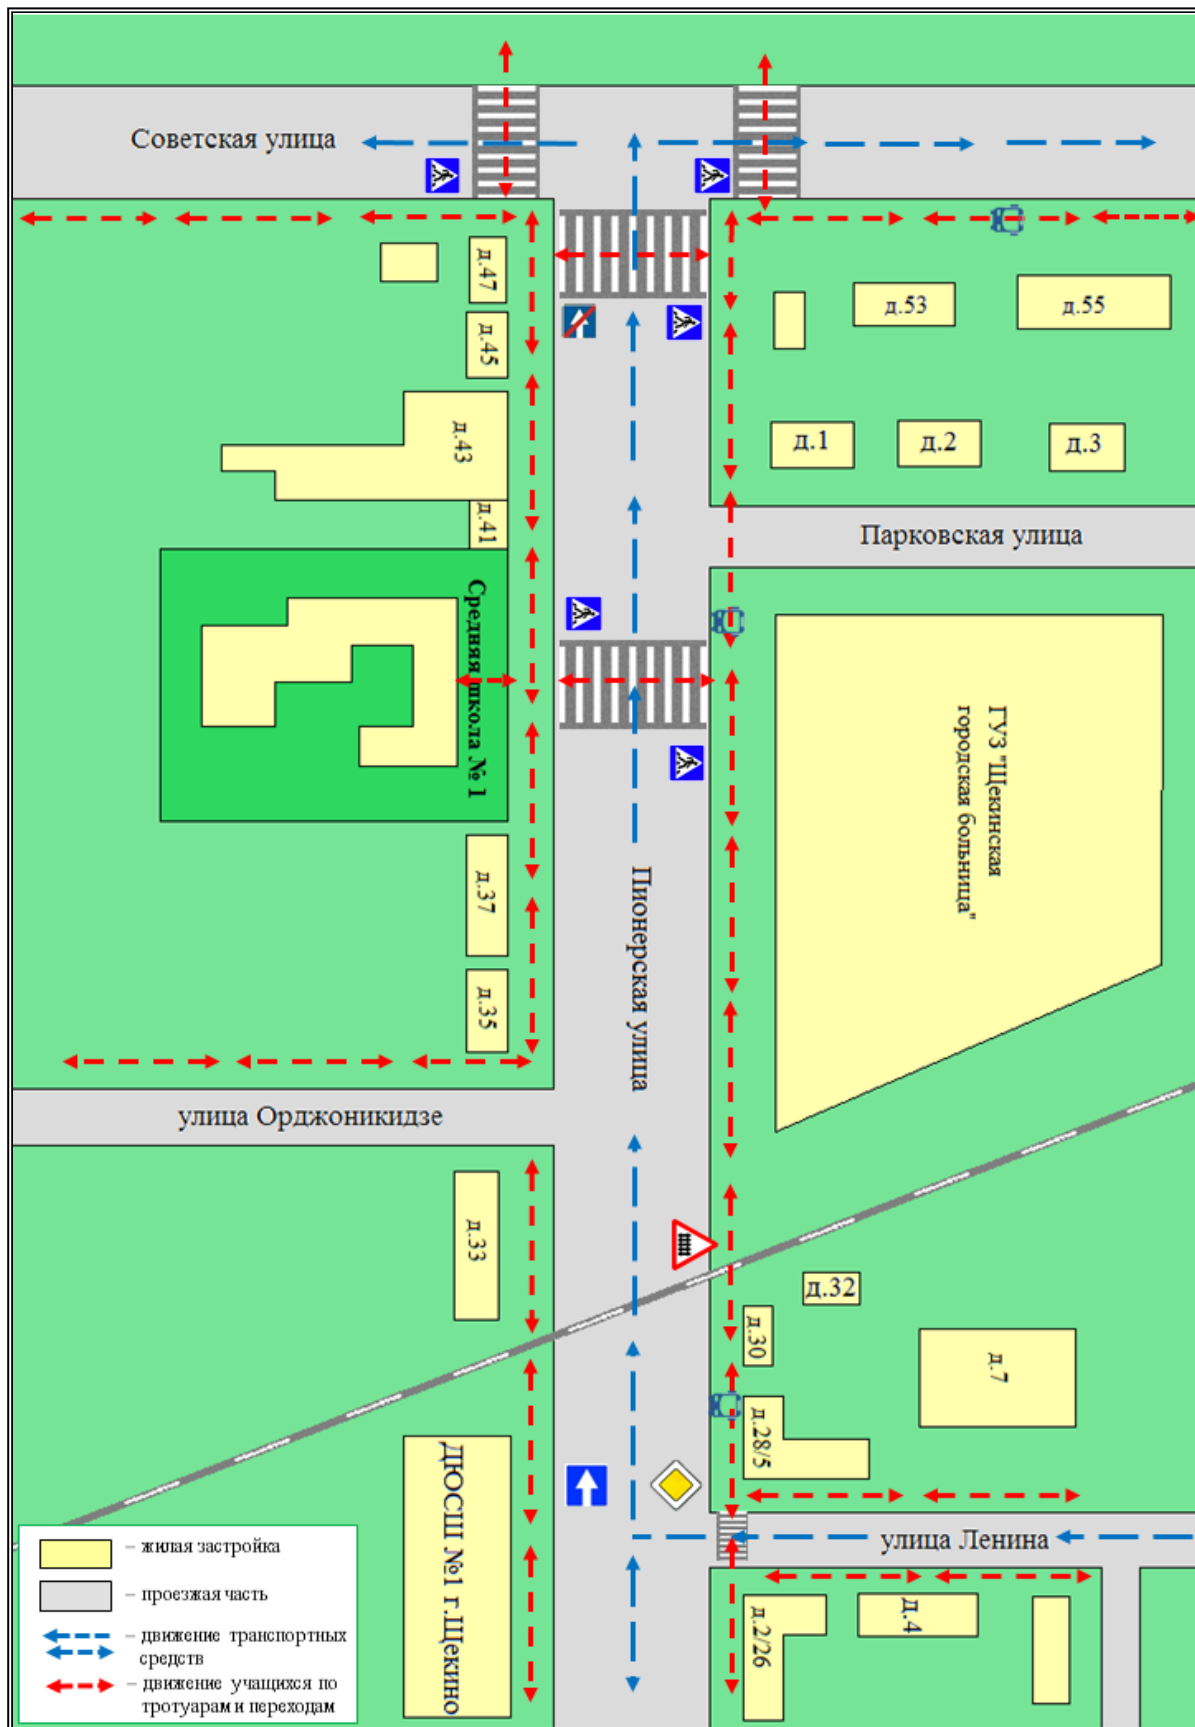 Советская улица
д.47
д.45
д.43
д.41
д.53
д.55
д.1
д.2
д.3
Парковская улица
Средняя школа № 1
ГУЗ "Щекинская
городская больница"
д.37
д.35
Пионерская улица
улица Орджоникидзе
д.33
д.32
д.30
д.7
д.28/5
ДЮСШ №1 г.Щекино
улица Ленина
д.2/26
д.4
– жилая застройка
– проезжая часть
– движение транспортных
средств
– движение учащихся по
тротуарам и переходам